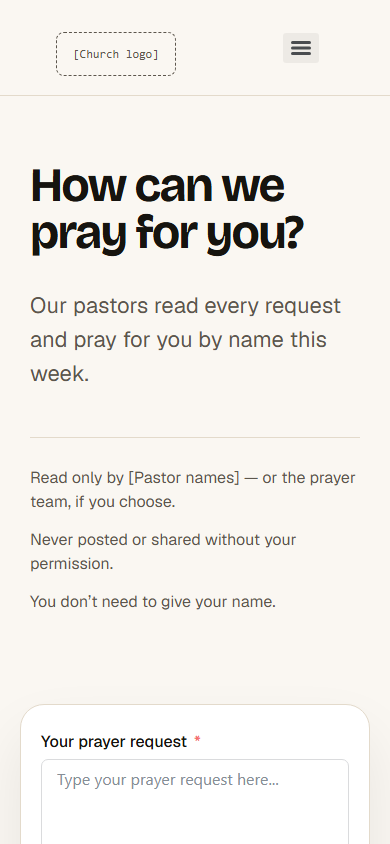 [Church logo]
How can we
pray for you?
Our pastors read every request
and pray for you by name this
week.
Read only by [Pastor names] — or the prayer
team, if you choose.
Never posted or shared without your
permission.
You don’t need to give your name.
Your prayer request *
Type your prayer request here...